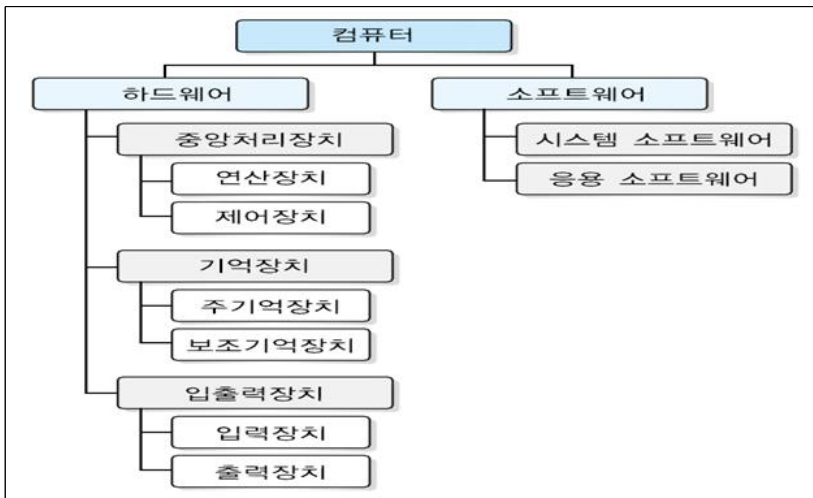 컴퓨터
하드웨어
중앙처리장치
연산장치
제어장치
기억장치
주기억장치
보조기억장치
입출력장치
입력장치
출력장치
소프트웨어
시스템 소프트웨어
응용 소프트웨어